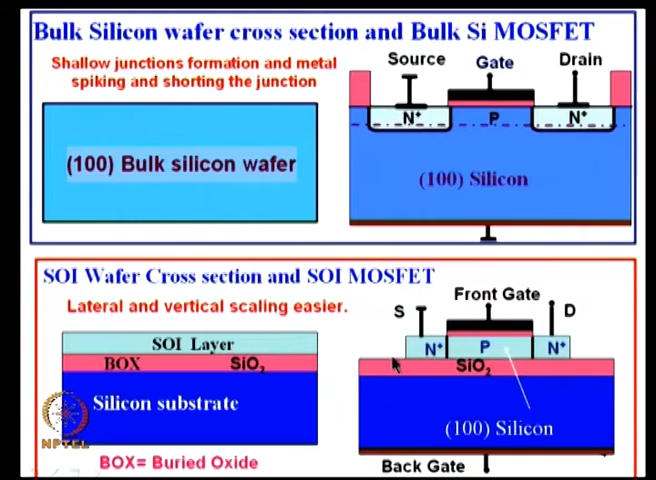 Bulk Silicon wafer cross section and Bulk Si MOSFET
Shallow junctions formation and metal
spiking and shorting the junction
(100) Bulk silicon wafer
Source
Gate
Drain
N+
P
N+
(100) Silicon
SOI Wafer Cross section and SOI MOSFET
Lateral and vertical scaling easier.
SOI Layer
BOX SiO2
Silicon substrate
BOX= Buried Oxide
Front Gate
S
D
N+
P
N+
SiO2
(100) Silicon
Back Gate
NPTEL